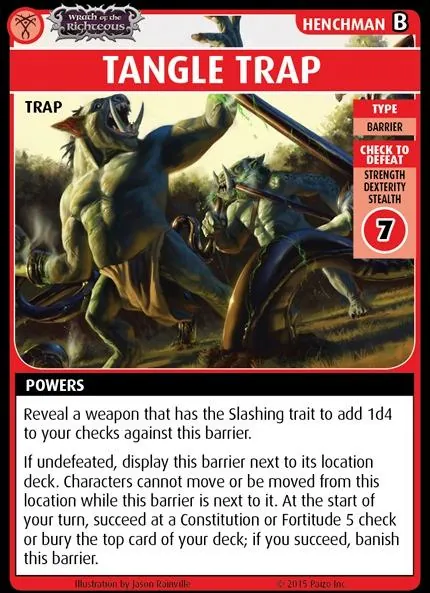 Wrath of the
Righteous
HENCHMAN B
TANGLE TRAP
TRAP
TYPE
BARRIER
CHECK TO
DEFEAT
STRENGTH
DEXTERITY
STEALTH
7
POWERS
Reveal a weapon that has the Slashing trait to add 1d4
to your checks against this barrier.
If undefeated, display this barrier next to its location
deck. Characters cannot move or be moved from this
location while this barrier is next to it. At the start of
your turn, succeed at a Constitution or Fortitude 5 check
or bury the top card of your deck; if you succeed, banish
this barrier.
Illustration by Jason Rainville
© 2015 Paizo Inc.